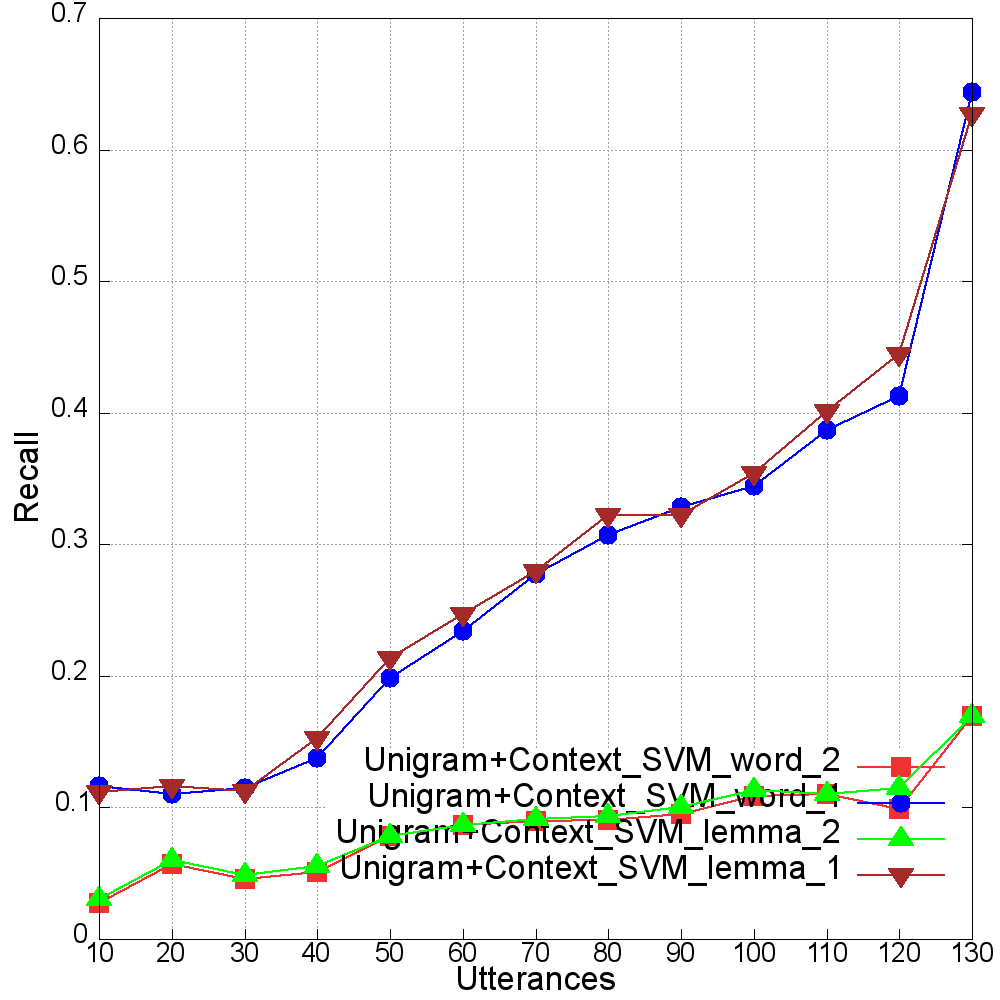 0.7
0.6
0.5
0.4
0.3
0.2
0.1
0
Recall
Unigram+Context_SVM_word_2
Unigram+Context_SVM_word_1
Unigram+Context_SVM_lemma_2
Unigram+Context_SVM_lemma_1
10 20 30 40 50 60 70 80 90 100 110 120 130
Utterances